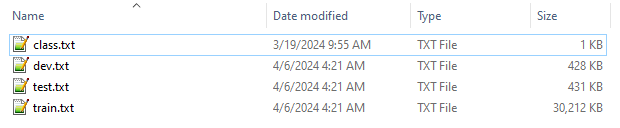 Name Date modified Type Size
class.txt 3/19/2024 9:55 AM TXT File 1 KB
dev.txt 4/6/2024 4:21 AM TXT File 428 KB
test.txt 4/6/2024 4:21 AM TXT File 431 KB
train.txt 4/6/2024 4:21 AM TXT File 30,212 KB